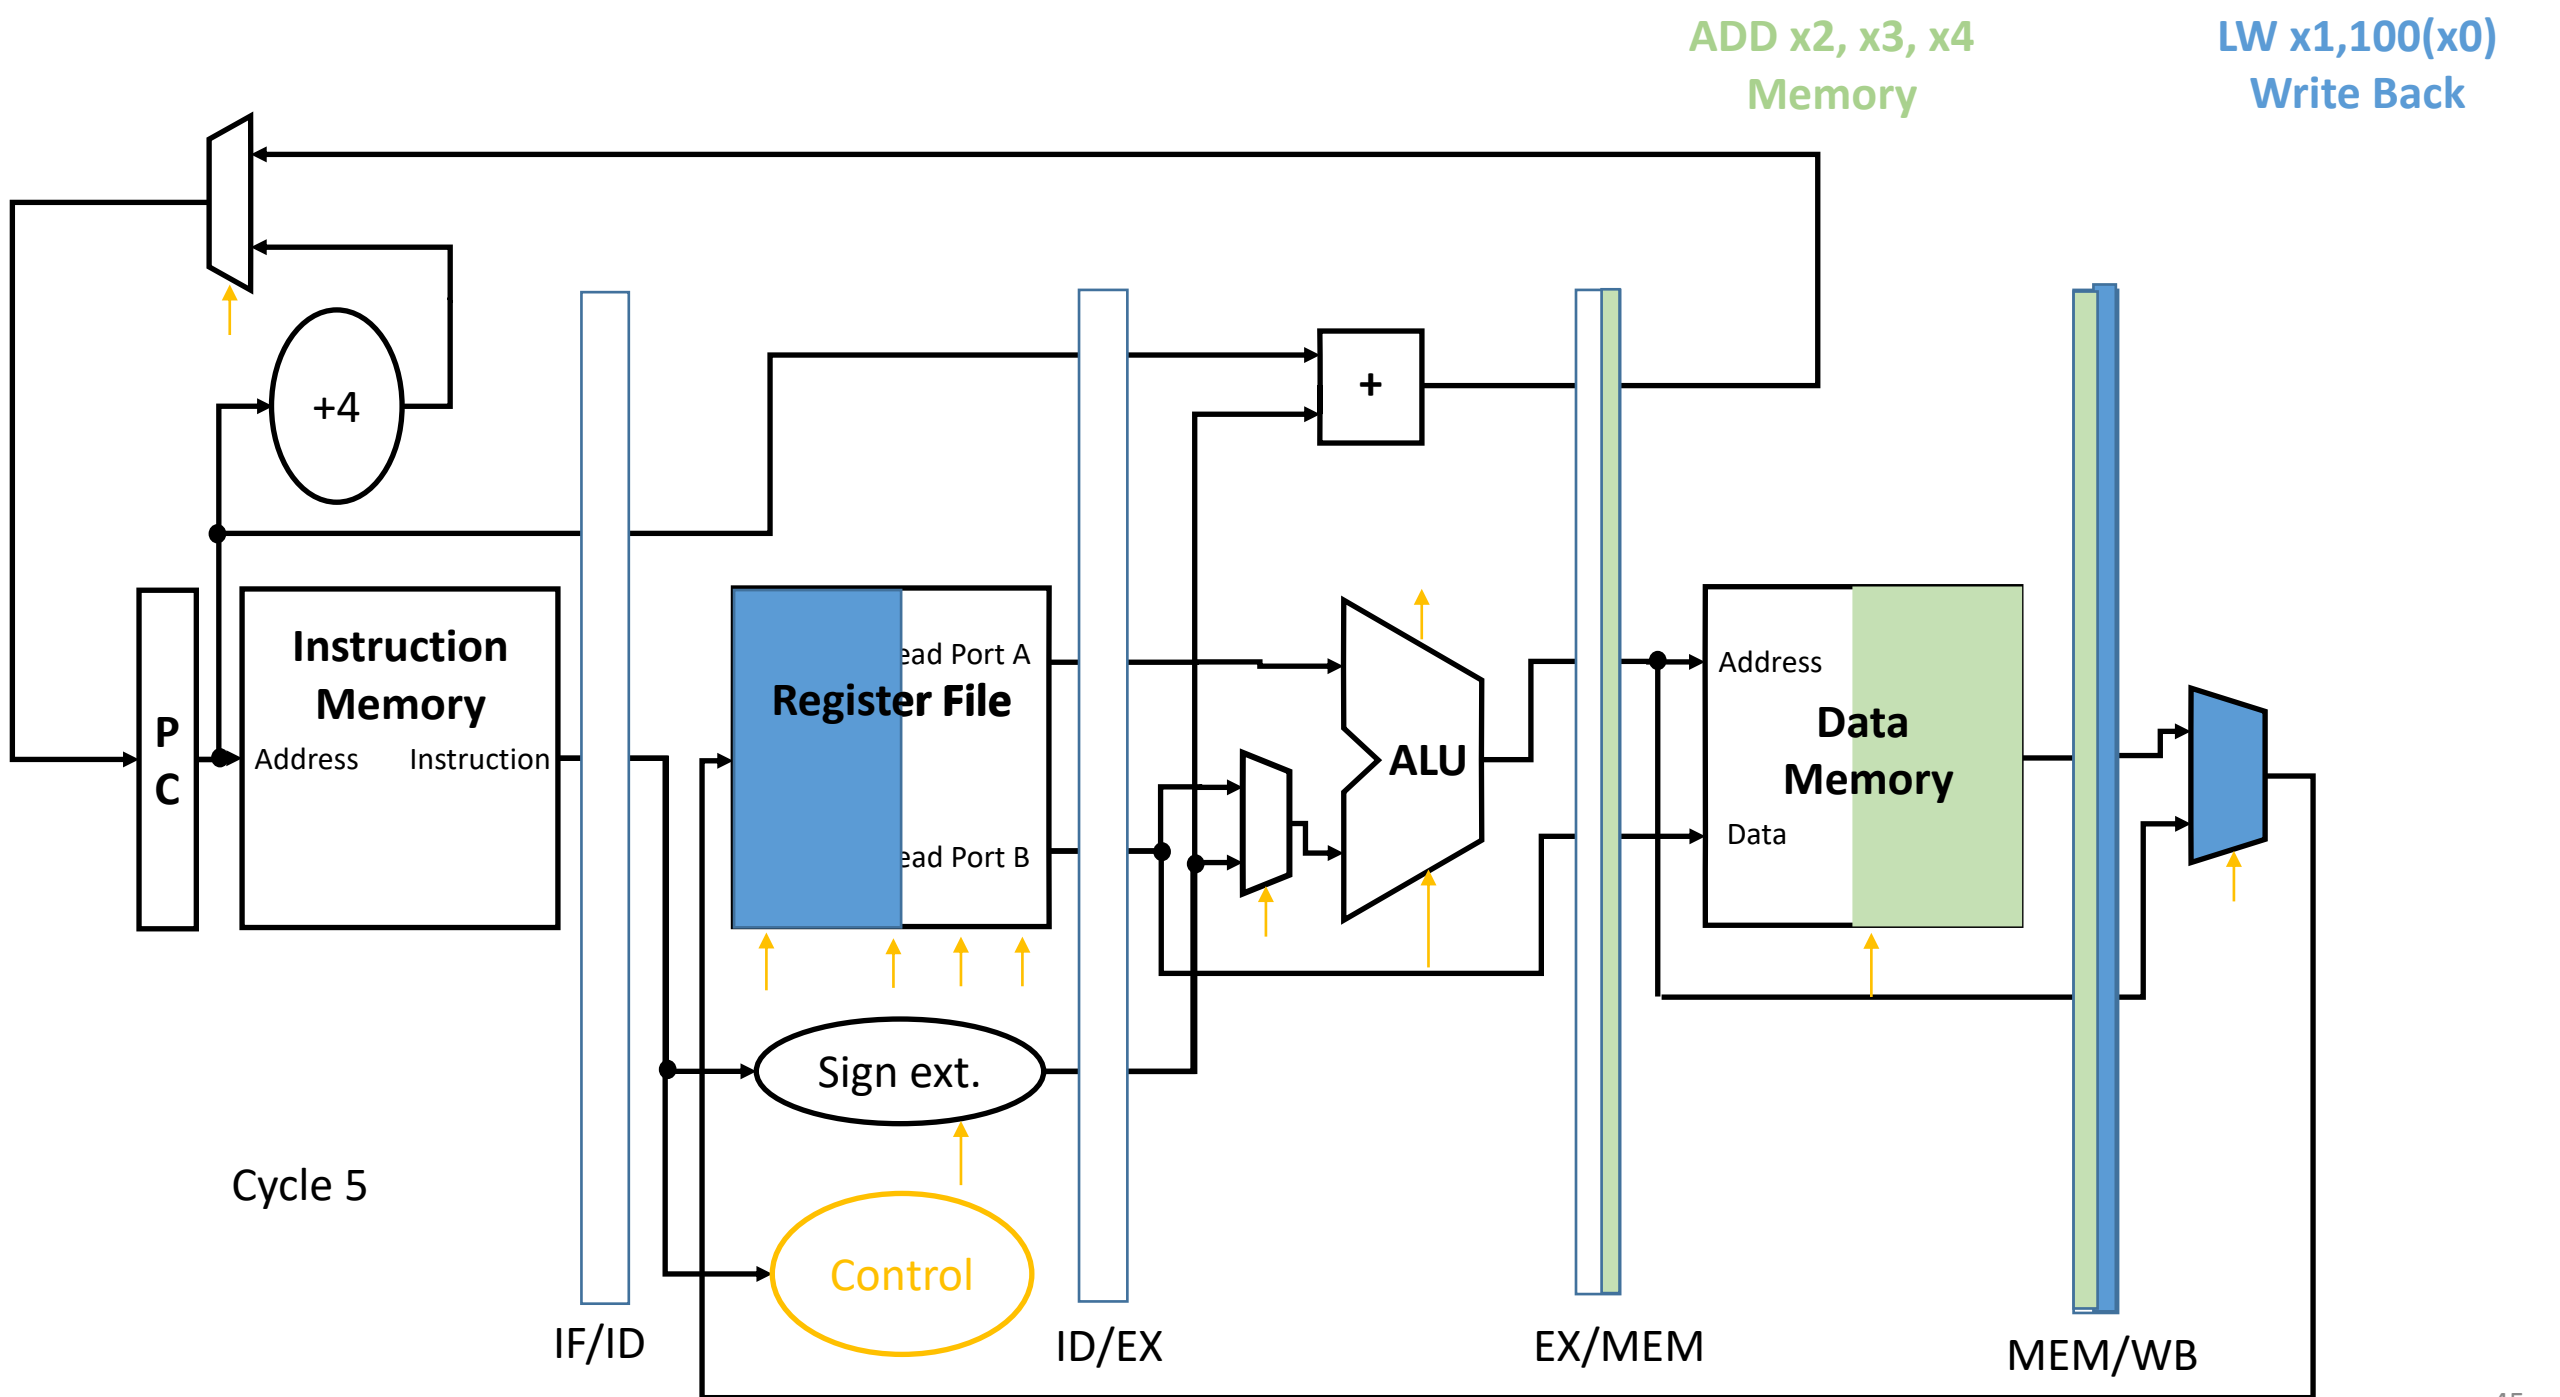 ADD x2, x3, x4
Memory
LW x1,100(x0)
Write Back
+4
+
P
C
Instruction
Memory
Address
Instruction
Register File
ead Port A
ead Port B
ALU
Address
Data
Memory
Data
Sign ext.
Control
Cycle 5
IF/ID
ID/EX
EX/MEM
MEM/WB